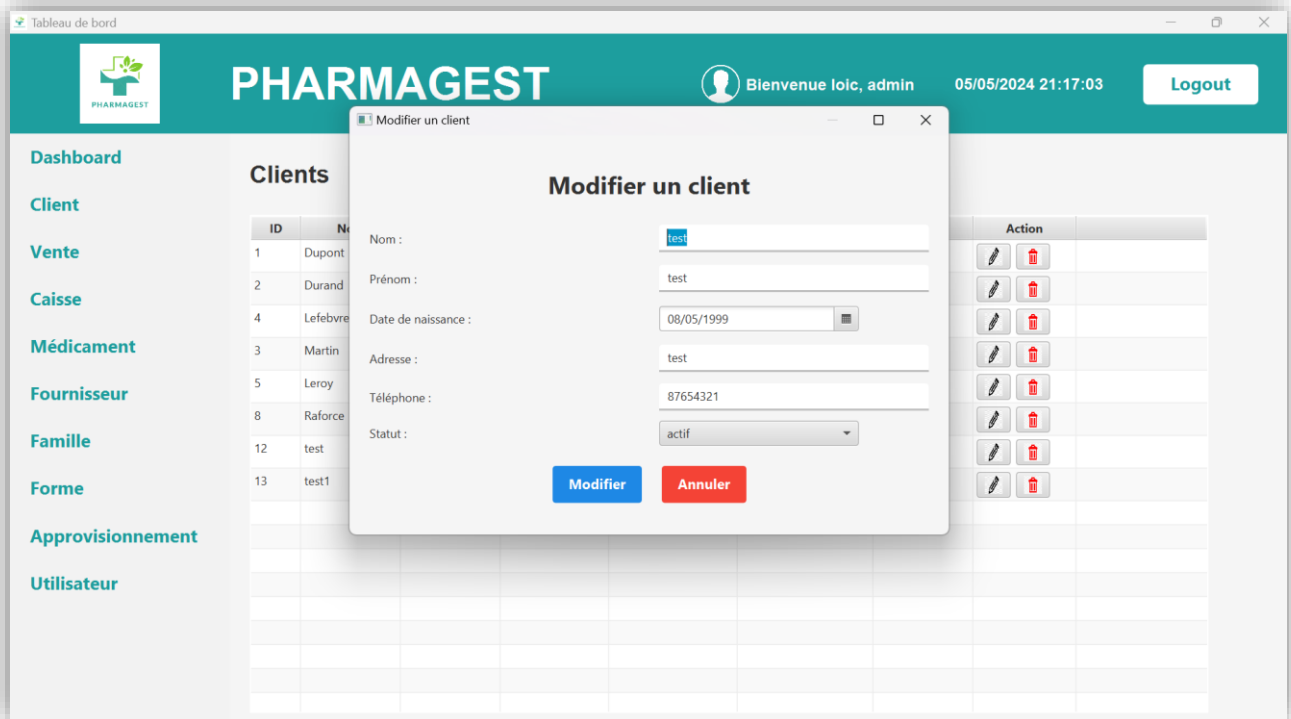 Tableau de bord
PHARMAGEST
PHARMAGEST
Bienvenue loic, admin
05/05/2024 21:17:03
Logout
Dashboard
Client
Vente
Caisse
Médicament
Fournisseur
Famille
Forme
Approvisionnement
Utilisateur
Clients
ID
Action
1 Dupont
2 Durand
4 Lefebvre
3 Martin
5 Leroy
8 Raforce
12 test
13 test1
Modifier un client
Modifier un client
Nom : test
Prénom : test
Date de naissance : 08/05/1999
Adresse : test
Téléphone : 87654321
Statut : actif
Modifier
Annuler